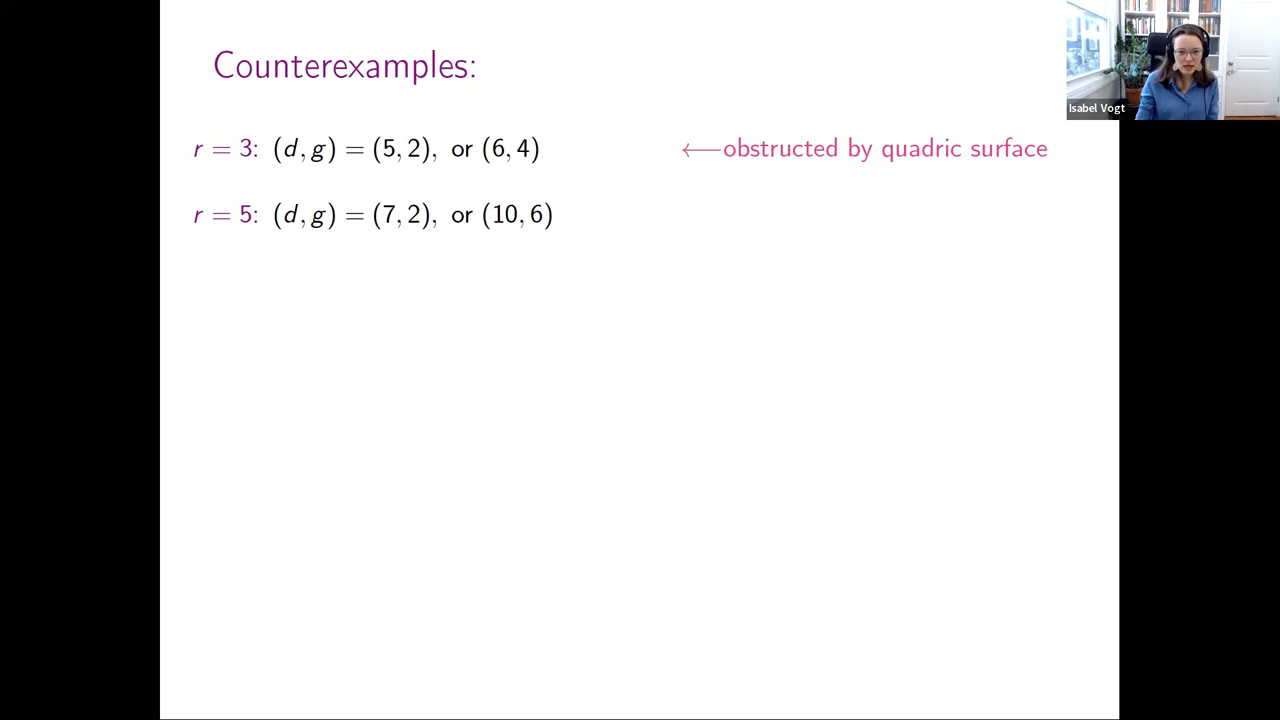 Counterexamples:
r = 3: (d, g) = (5, 2), or (6, 4) ⟵obstructed by quadric surface
r = 5: (d, g) = (7, 2), or (10, 6)
Isabel Vogt